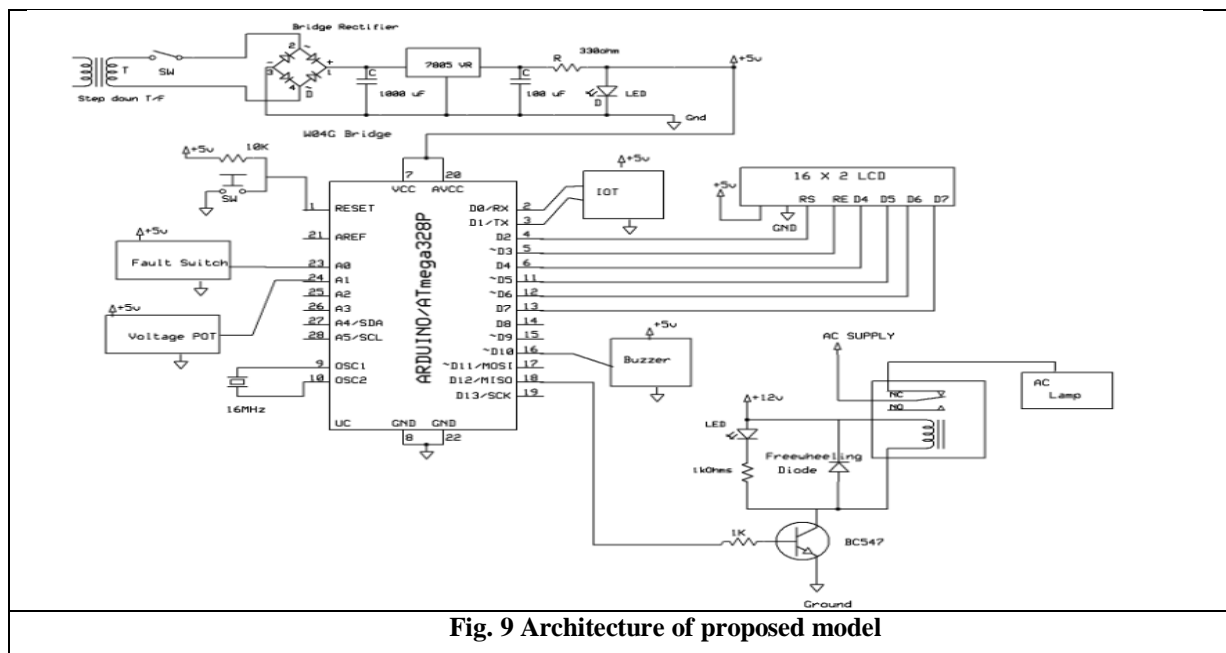 Bridge Rectifier
2 ~
- 3
+ 1
4 ~
D
T
SW
Step down T/F
W04G Bridge
C
1000 uF
7805 VR
C
100 uF
330ohm
R
LED
D
+5v
Gnd
+5v
10K
SW
7 20
VCC AVCC
1 RESET
21 AREF
23 A0
24 A1
25 A2
26 A3
27 A4/SDA
28 A5/SCL
9 OSC1
10 OSC2
UC
GND GND
8 22
ARDUINO/ATmega328P
D0/RX 2
D1/TX 3
D2 4
~D3 5
D4 6
~D5 11
~D6 12
D7 13
D8 14
~D9 15
~D10 16
~D11/MOSI 17
D12/MISO 18
D13/SCK 19
+5v
Fault Switch
+5v
Voltage POT
16MHz
+5v
IOT
+5v
16 X 2 LCD
RS RE D4 D5 D6 D7
GND
+5v
Buzzer
AC SUPPLY
NC
NO
AC
Lamp
+12v
LED
1kOhms
Freewheeling
Diode
1K
BC547
Ground
Fig. 9 Architecture of proposed model